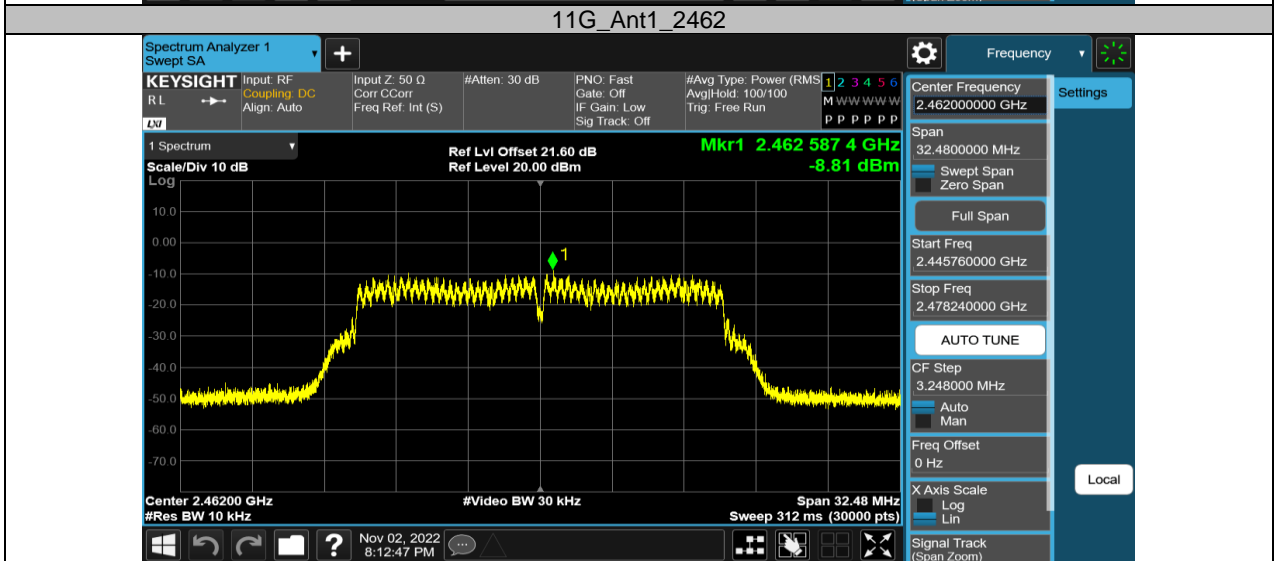 11G_Ant1_2462
Spectrum Analyzer 1
Swept SA
Frequency
KEYSIGHT
Input: RF
Input Z: 50 Ω
#Atten: 30 dB
PNO: Fast
#Avg Type: Power (RMS
1 2 3 4 5 6
R L
Coupling: DC
Corr CCorr
Gate: Off
Avg|Hold: 100/100
M W W W W W
Align: Auto
Freq Ref: Int (S)
IF Gain: Low
Trig: Free Run
LXI
Sig Track: Off
P P P P P P
1 Spectrum
Ref Lvl Offset 21.60 dB
Mkr1 2.462 587 4 GHz
Scale/Div 10 dB
Ref Level 20.00 dBm
-8.81 dBm
Log
10.0
0.00
-10.0
-20.0
-30.0
-40.0
-50.0
-60.0
-70.0
1
Center 2.46200 GHz
#Video BW 30 kHz
Span 32.48 MHz
#Res BW 10 kHz
Sweep 312 ms (30000 pts)
Center Frequency
2.462000000 GHz
Settings
Span
32.4800000 MHz
Swept Span
Zero Span
Full Span
Start Freq
2.445760000 GHz
Stop Freq
2.478240000 GHz
AUTO TUNE
CF Step
3.248000 MHz
Auto
Man
Freq Offset
0 Hz
X Axis Scale
Log
Lin
Local
Signal Track
(Span Zoom)
?
Nov 02, 2022
8:12:47 PM